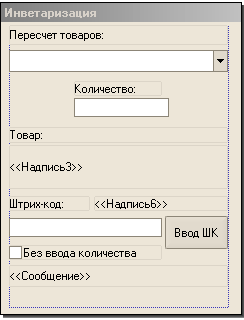 Инветаризация
Пересчет товаров:
Количество:
Товар:
<<Надпись3>>
Штрих-код: <<Надпись6>>
Ввод ШК
Без ввода количества
<<Сообщение>>